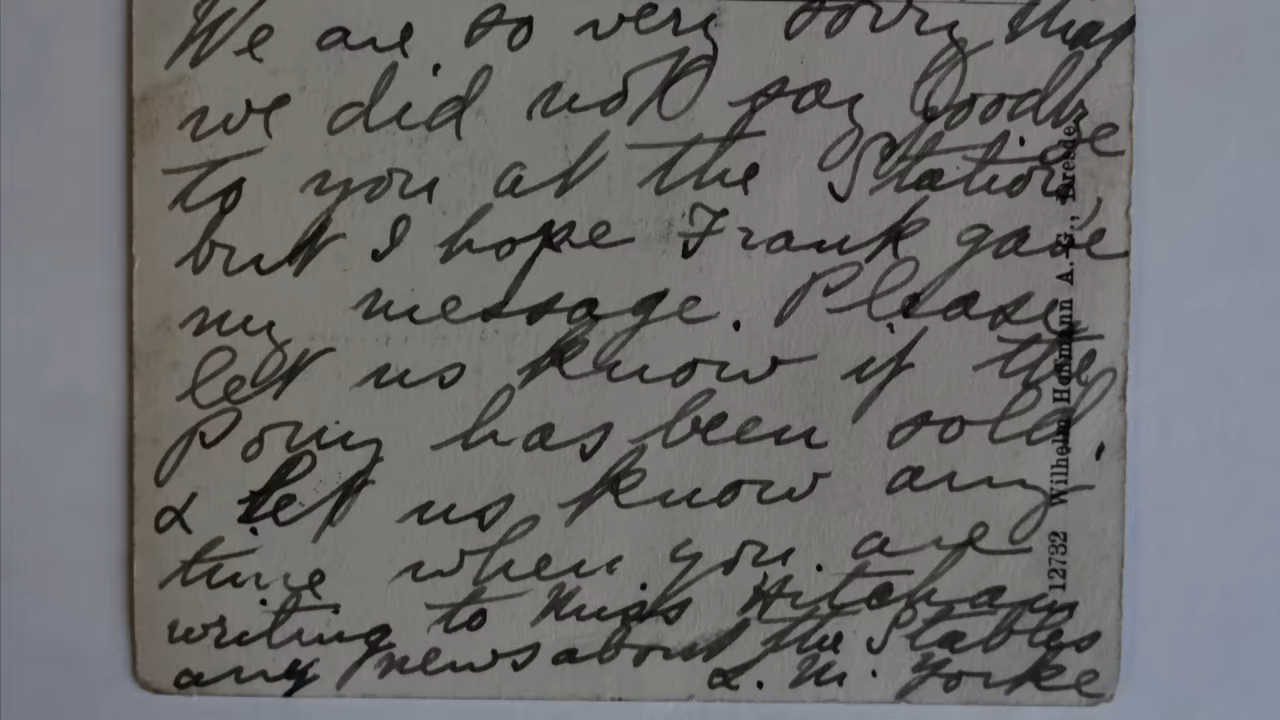 We are so very sorry that
we did not say Goodbye
to you at the Station,
but I hope Frank gave
my message. Please
let us know if the
Pony has been sold,
& let us know any
time when you are
writing to Miss Hitcham
any news about the Stables
L. M. Yorke
12732 Wilhelm Hoffmann A.-G., Dresde